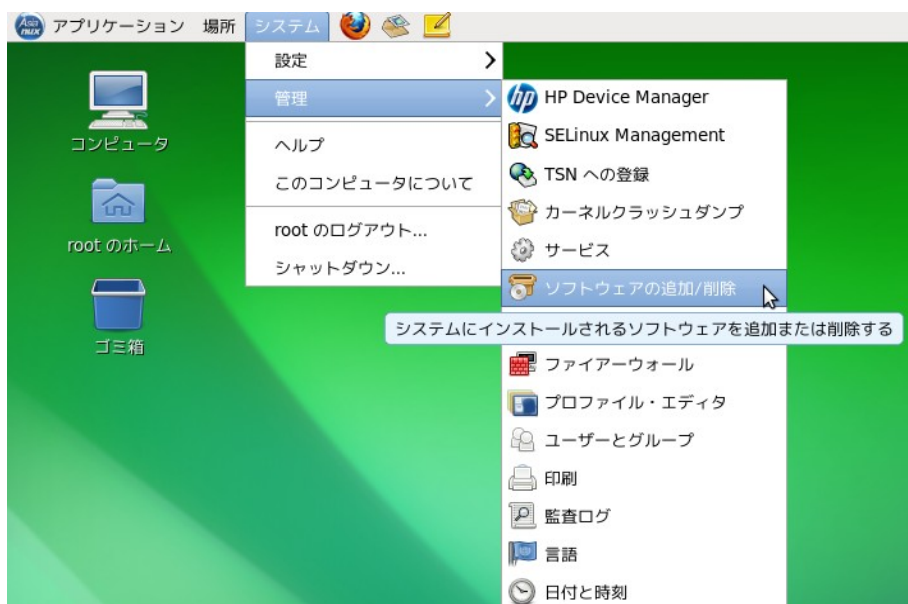 Asia nux アプリケーション 場所 システム
設定
管理
ヘルプ
このコンピュータについて
root のログアウト...
シャットダウン...
HP Device Manager
SELinux Management
TSN への登録
カーネルクラッシュダンプ
サービス
ソフトウェアの追加/削除
システムにインストールされるソフトウェアを追加または削除する
ファイアーウォール
プロファイル・エディタ
ユーザーとグループ
印刷
監査ログ
言語
日付と時刻
コンピュータ
root のホーム
ゴミ箱